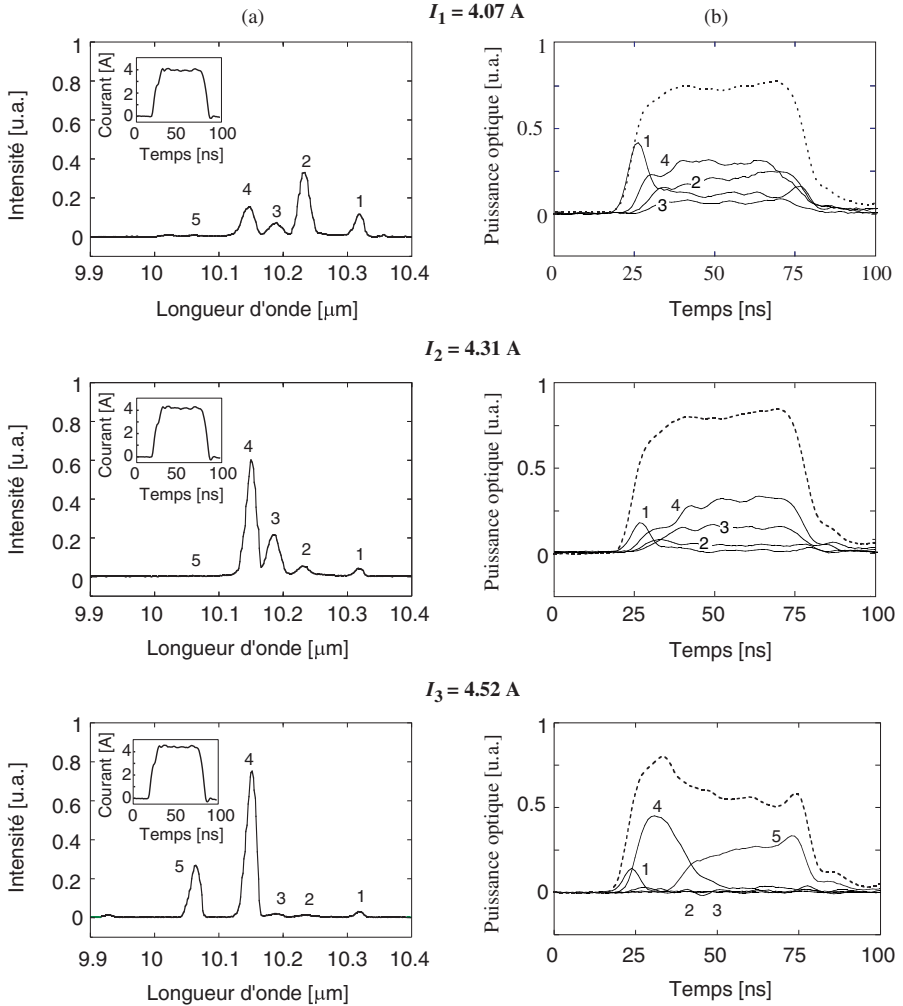 (a)
I1 = 4.07 A
(b)
1
0.8
0.6
0.4
0.2
0
Intensité [u.a.]
4
2
0
Courant [A]
0 50 100
Temps [ns]
5
4
3
2
1
9.9 10 10.1 10.2 10.3 10.4
Longueur d'onde [μm]
1
0.5
0
Puissance optique [u.a.]
1
4
2
3
0 25 50 75 100
Temps [ns]
I2 = 4.31 A
1
0.8
0.6
0.4
0.2
0
Intensité [u.a.]
4
2
0
Courant [A]
0 50 100
Temps [ns]
5
4
3
2
1
9.9 10 10.1 10.2 10.3 10.4
Longueur d'onde [μm]
1
0.5
0
Puissance optique [u.a.]
1
4
3
2
0 25 50 75 100
Temps [ns]
I3 = 4.52 A
1
0.8
0.6
0.4
0.2
0
Intensité [u.a.]
4
2
0
Courant [A]
0 50 100
Temps [ns]
5
4
3
2
1
9.9 10 10.1 10.2 10.3 10.4
Longueur d'onde [μm]
1
0.5
0
Puissance optique [u.a.]
4
1
5
2 3
0 25 50 75 100
Temps [ns]